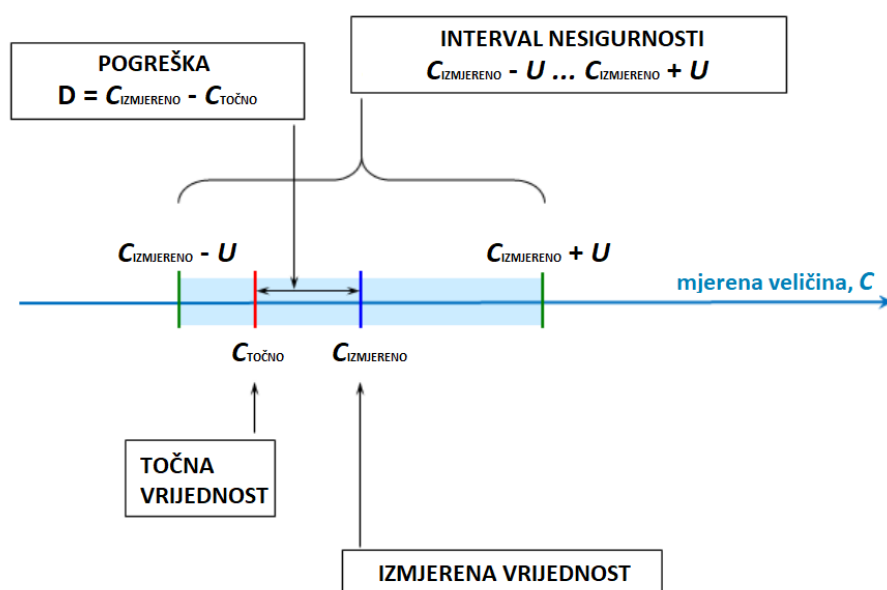 POGREŠKA
D = CIZMJERENO - CTOČNO
INTERVAL NESIGURNOSTI
CIZMJERENO - U ... CIZMJERENO + U
CIZMJERENO - U
CIZMJERENO + U
mjerena veličina, C
CTOČNO
CIZMJERENO
TOČNA
VRIJEDNOST
IZMJERENA VRIJEDNOST